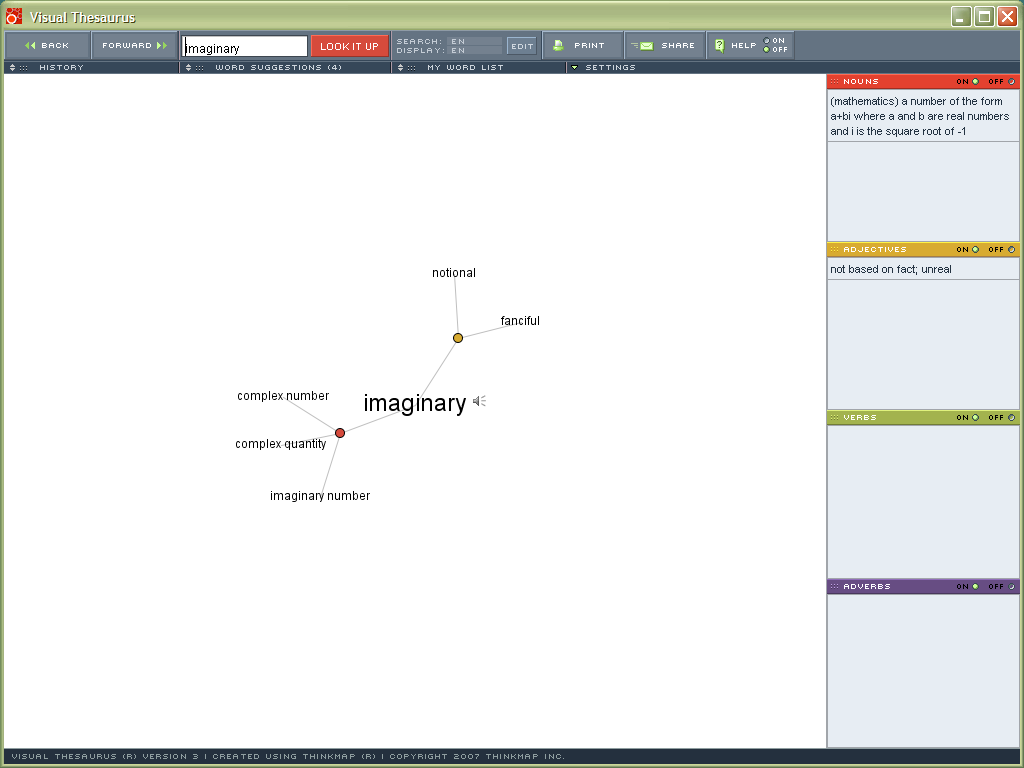 Visual Thesaurus
BACK
FORWARD
imaginary
LOOK IT UP
SEARCH: EN
DISPLAY: EN
EDIT
PRINT
SHARE
HELP
ON
OFF
HISTORY
WORD SUGGESTIONS (4)
MY WORD LIST
SETTINGS
notional
fanciful
imaginary
complex number
complex quantity
imaginary number
NOUNS ON OFF
(mathematics) a number of the form
a+bi where a and b are real numbers
and i is the square root of -1
ADJECTIVES ON OFF
not based on fact; unreal
VERBS ON OFF
ADVERBS ON OFF
VISUAL THESAURUS (R) VERSION 3 | CREATED USING THINKMAP (R) | COPYRIGHT 2007 THINKMAP INC.